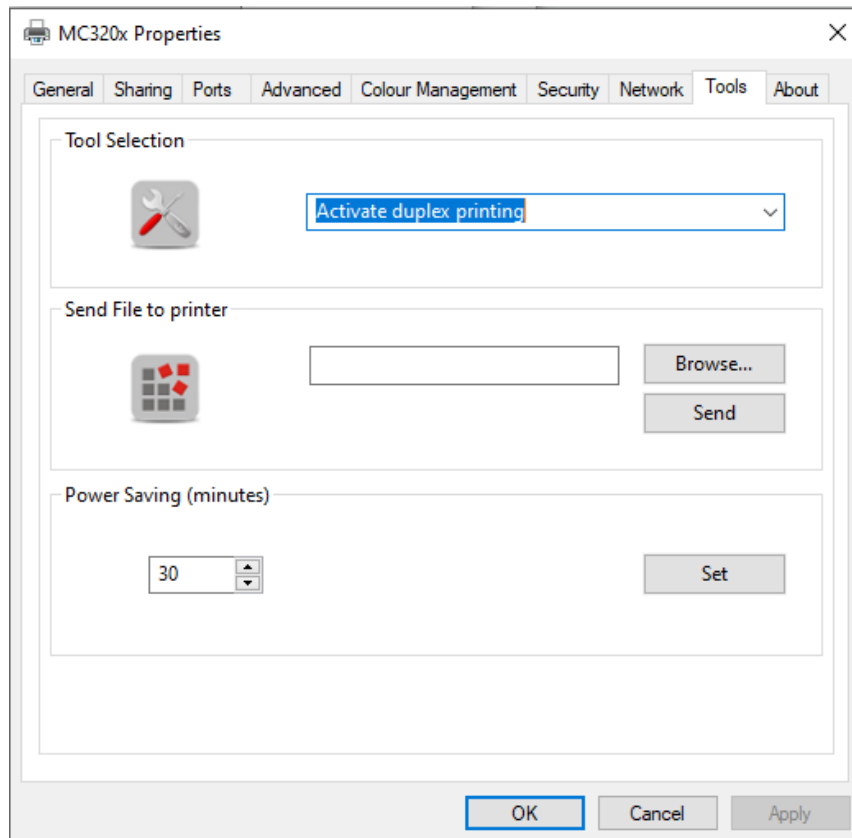 MC320x Properties
General Sharing Ports Advanced Colour Management Security Network Tools About
Tool Selection
Activate duplex printing
Send File to printer
Browse...
Send
Power Saving (minutes)
30
Set
OK Cancel Apply